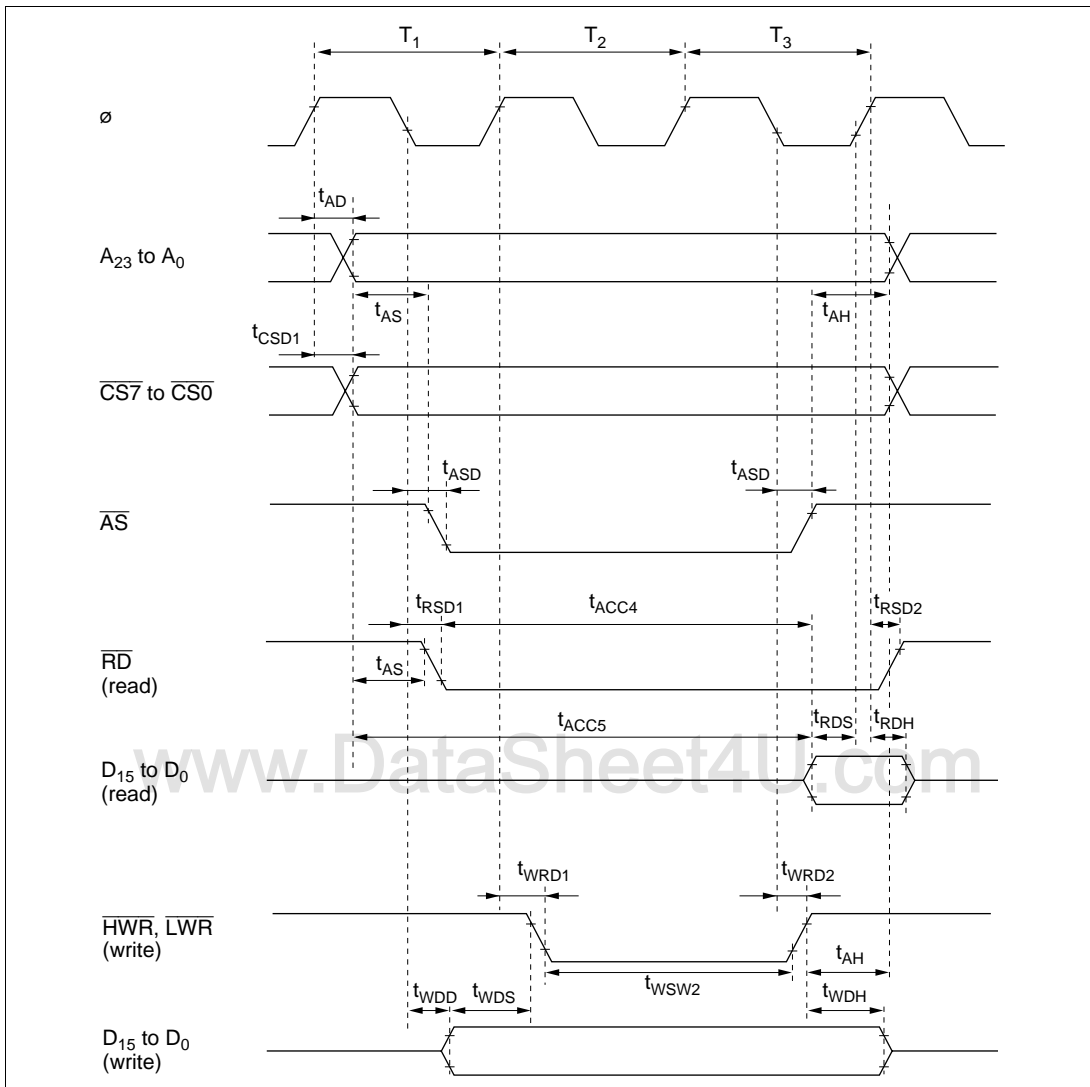 T1 T2 T3
ø
tAD
A23 to A0
tAS tAH
tCSD1
CS7 to CS0
tASD tASD
AS
tRSD1 tACC4 tRSD2
RD
(read)
tAS
tACC5 tRDS tRDH
www.DataSheet4U.com
D15 to D0
(read)
tWRD1 tWRD2
HWR, LWR
(write)
tAH
tWSW2
tWDD tWDS tWDH
D15 to D0
(write)